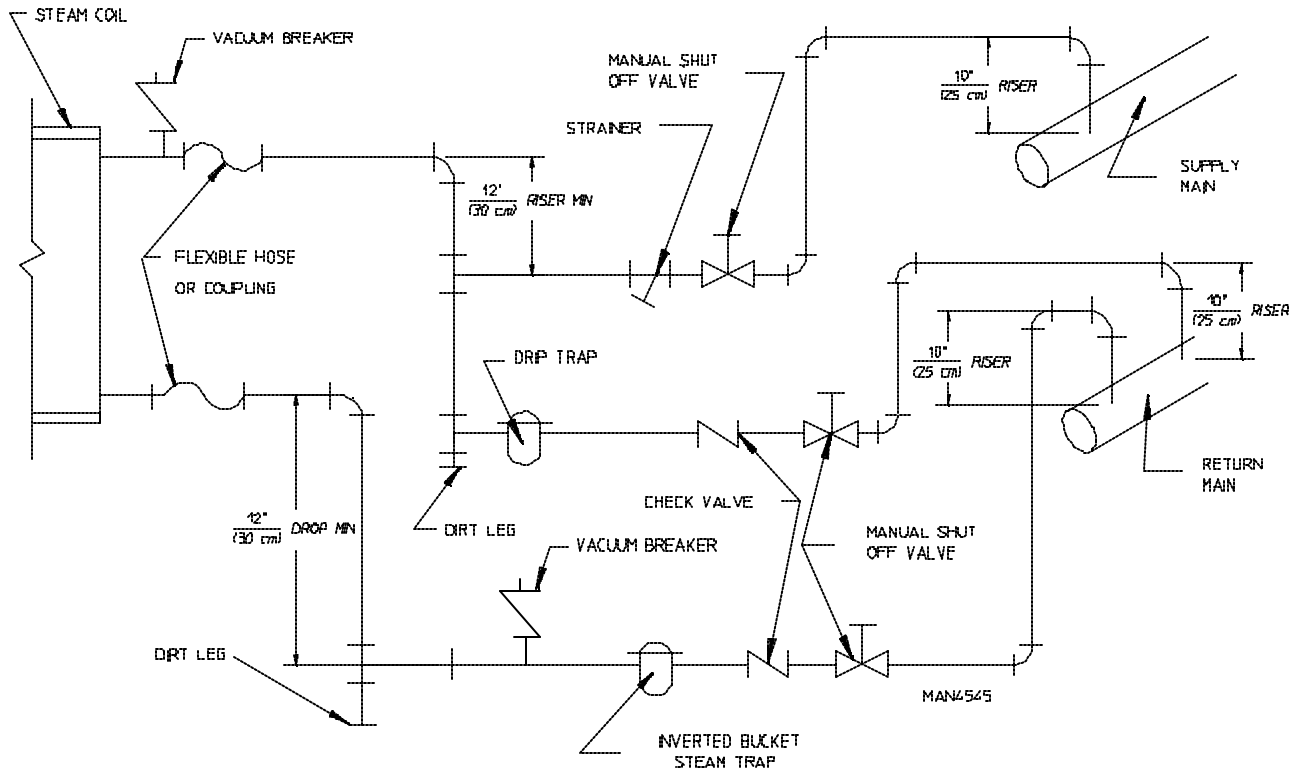 STEAM COIL
VACUUM BREAKER
MANUAL SHUT
OFF VALVE
10"
(25 cm) RISER
STRAINER
SUPPLY
MAIN
12'
(30 cm) RISER MIN
FLEXIBLE HOSE
OR COUPLING
10"
(25 cm) RISER
10"
(25 cm) RISER
DRIP TRAP
RETURN
MAIN
CHECK VALVE
12"
(30 cm) DROP MIN
DIRT LEG
MANUAL SHUT
OFF VALVE
VACUUM BREAKER
DIRT LEG
MAN4545
INVERTED BUCKET
STEAM TRAP